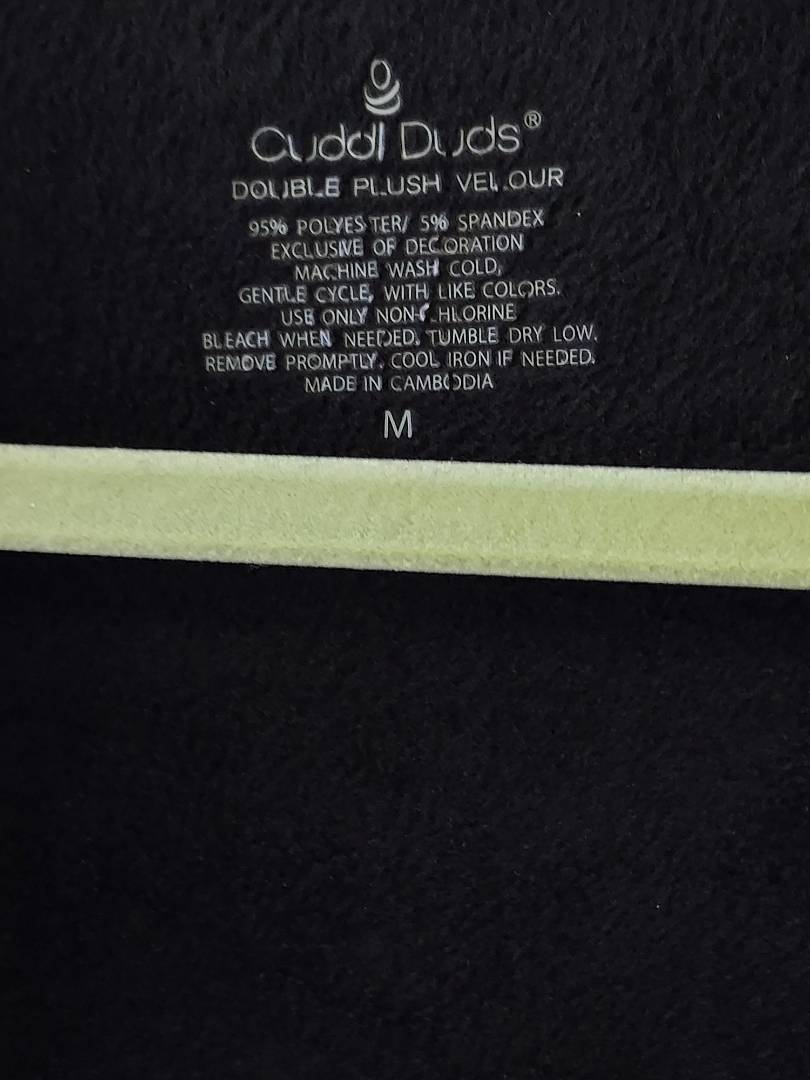 Cuddl Duds®
DOUBLE PLUSH VELOUR
95% POLYESTER/ 5% SPANDEX
EXCLUSIVE OF DECORATION
MACHINE WASH COLD,
GENTLE CYCLE, WITH LIKE COLORS.
USE ONLY NON-CHLORINE
BLEACH WHEN NEEDED. TUMBLE DRY LOW.
REMOVE PROMPTLY. COOL IRON IF NEEDED.
MADE IN CAMBODIA
M